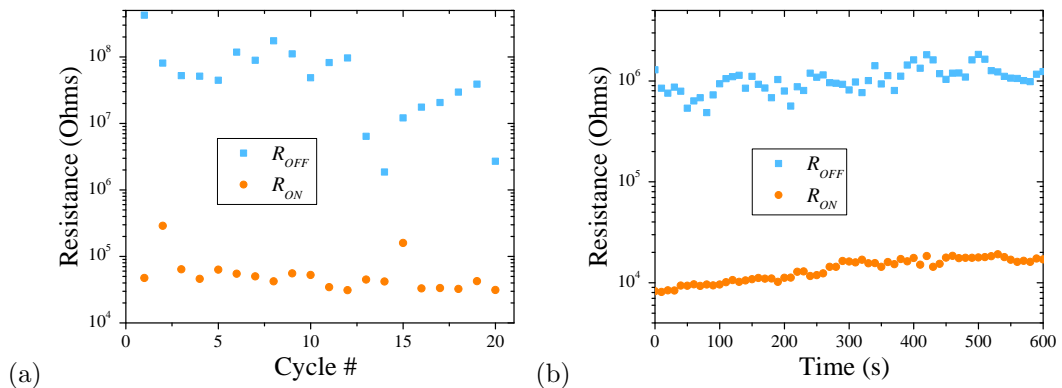 Resistance (Ohms)
10^8
10^7
10^6
10^5
10^4
R_OFF
R_ON
0 5 10 15 20
Cycle #
(a)
Resistance (Ohms)
10^6
10^5
10^4
R_OFF
R_ON
0 100 200 300 400 500 600
Time (s)
(b)